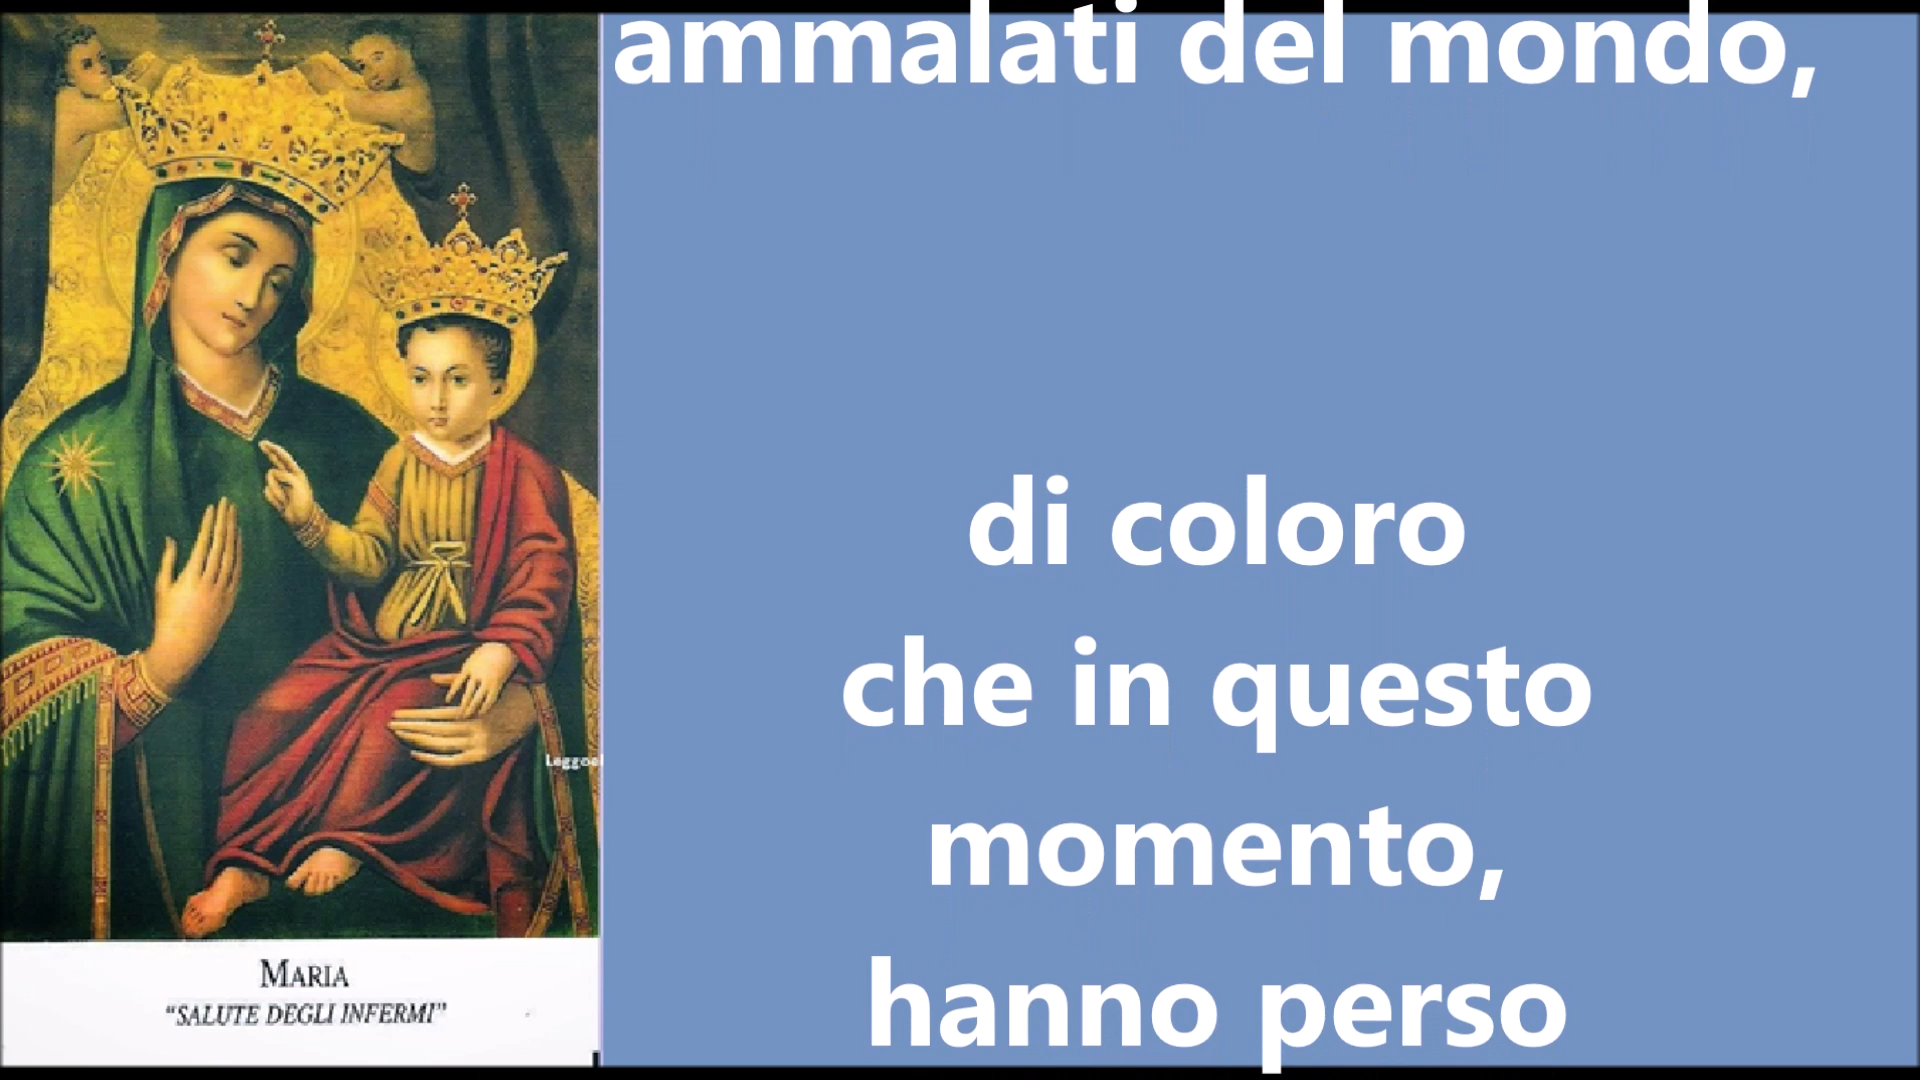 ammalati del mondo,
di coloro
che in questo
momento,
hanno perso
MARIA
“SALUTE DEGLI INFERMI”